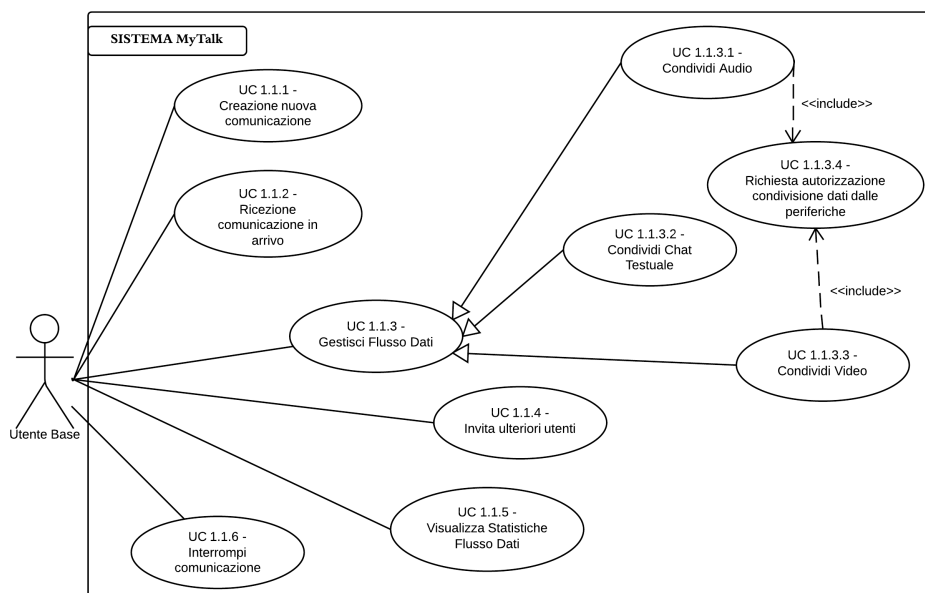 SISTEMA MyTalk
UC 1.1.1 -
Creazione nuova
comunicazione
UC 1.1.2 -
Ricezione
comunicazione in
arrivo
UC 1.1.3 -
Gestisci Flusso Dati
UC 1.1.3.1 -
Condividi Audio
<<include>>
UC 1.1.3.4 -
Richiesta autorizzazione
condivisione dati dalle
periferiche
UC 1.1.3.2 -
Condividi Chat
Testuale
<<include>>
UC 1.1.3.3 -
Condividi Video
UC 1.1.4 -
Invita ulteriori utenti
Utente Base
UC 1.1.5 -
Visualizza Statistiche
Flusso Dati
UC 1.1.6 -
Interrompi
comunicazione